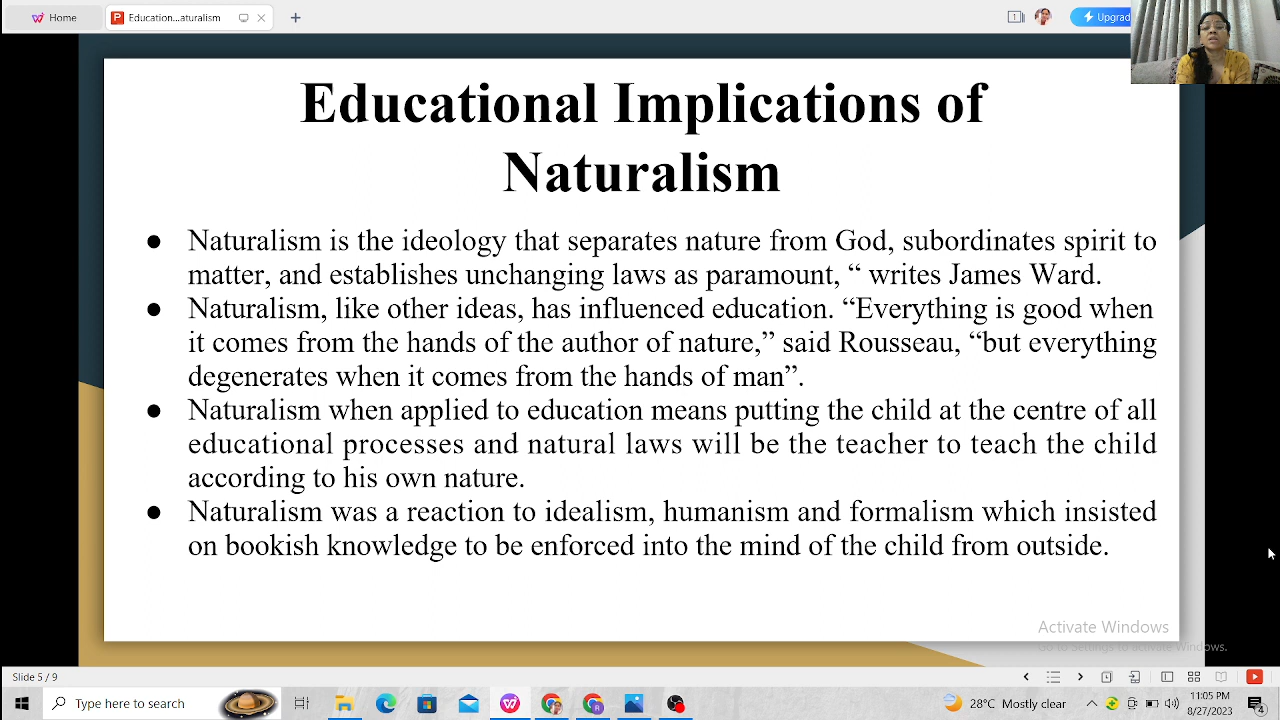 Home
Education...aturalism
1
Upgrad
Educational Implications of
Naturalism
● Naturalism is the ideology that separates nature from God, subordinates spirit to
matter, and establishes unchanging laws as paramount, “ writes James Ward.
● Naturalism, like other ideas, has influenced education. “Everything is good when
it comes from the hands of the author of nature,” said Rousseau, “but everything
degenerates when it comes from the hands of man”.
● Naturalism when applied to education means putting the child at the centre of all
educational processes and natural laws will be the teacher to teach the child
according to his own nature.
● Naturalism was a reaction to idealism, humanism and formalism which insisted
on bookish knowledge to be enforced into the mind of the child from outside.
Activate Windows
Go to Settings to activate Windows.
Slide 5 / 9
Type here to search
28°C Mostly clear
11:05 PM
8/27/2023
4